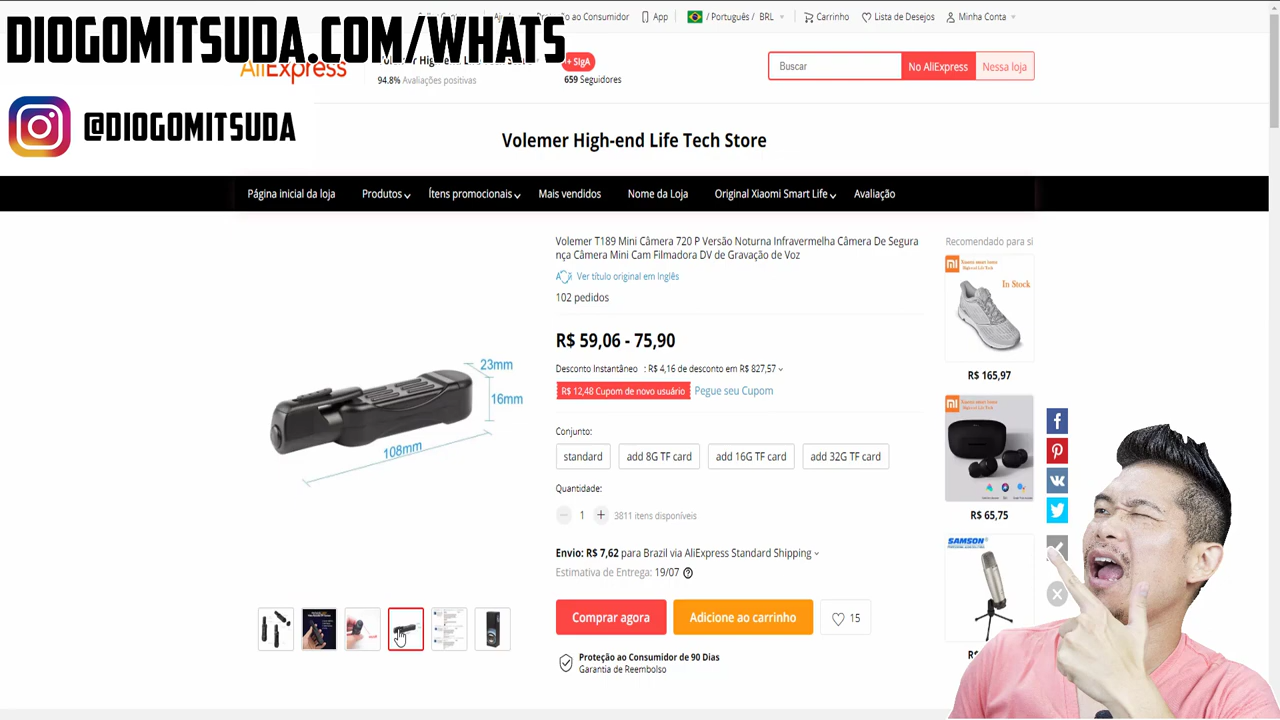 DIOGOMITSUDA.COM/WHATS
@DIOGOMITSUDA
Proteção ao Consumidor
App
/ Português / BRL
Carrinho
Lista de Desejos
Minha Conta
AliExpress
94.8% Avaliações positivas
+ SigA
659 Seguidores
Buscar
No AliExpress
Nessa loja
Volemer High-end Life Tech Store
Página inicial da loja
Produtos
Ítens promocionais
Mais vendidos
Nome da Loja
Original Xiaomi Smart Life
Avaliação
Volemer T189 Mini Câmera 720 P Versão Noturna Infravermelha Câmera De Segura
nça Câmera Mini Cam Filmadora DV de Gravação de Voz
Ver título original em Inglês
102 pedidos
R$ 59,06 - 75,90
Desconto Instantâneo : R$ 4,16 de desconto em R$ 827,57
R$ 12,48 Cupom de novo usuário Pegue seu Cupom
Conjunto:
standard
add 8G TF card
add 16G TF card
add 32G TF card
Quantidade:
1
3811 itens disponíveis
Envio: R$ 7,62 para Brazil via AliExpress Standard Shipping
Estimativa de Entrega: 19/07
Comprar agora
Adicione ao carrinho
15
Proteção ao Consumidor de 90 Dias
Garantia de Reembolso
23mm
16mm
108mm
Recomendado para si
In Stock
R$ 165,97
R$ 65,75
SAMSON